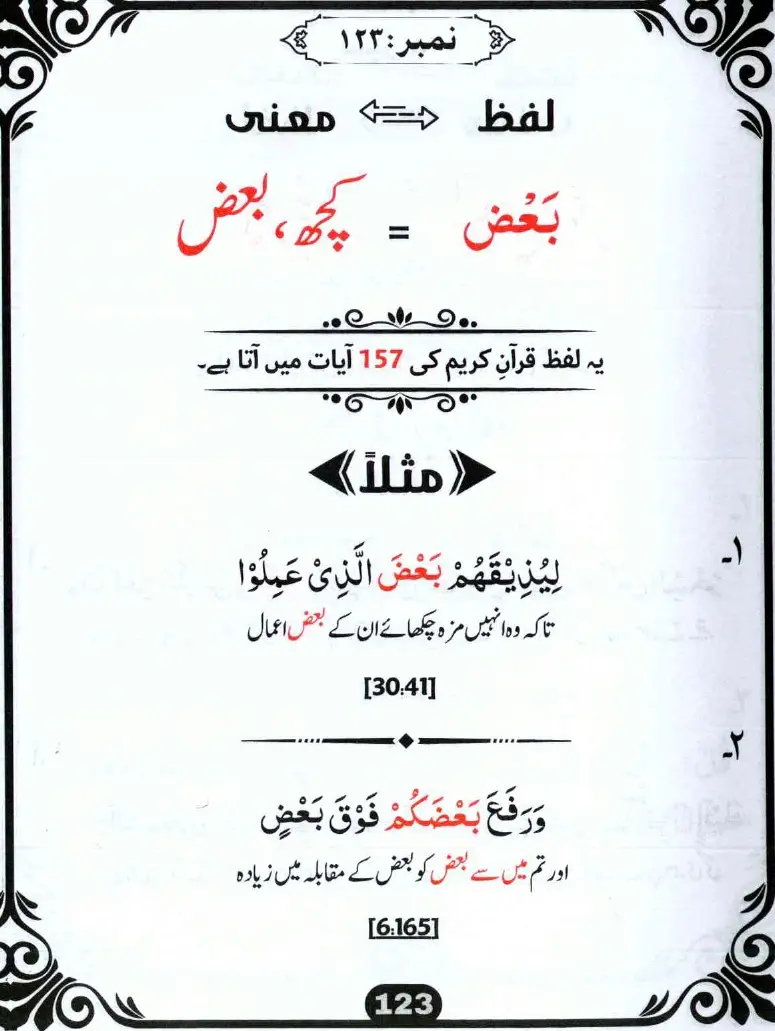 نمبر: ۱۲۳
لفظ معنی
بَعْض = کچھ، بعض
یہ لفظ قرآنِ کریم کی 157 آیات میں آتا ہے۔
مثلاً
۱۔
لِيُذِيْقَهُمْ بَعْضَ الَّذِىْ عَمِلُوْا
تاکہ وہ انہیں مزہ چکھائے ان کے بعض اعمال
[30:41]
۲۔
وَرَفَعَ بَعْضَكُمْ فَوْقَ بَعْضٍ
اور تم میں سے بعض کو بعض کے مقابلہ میں زیادہ
[6:165]
123